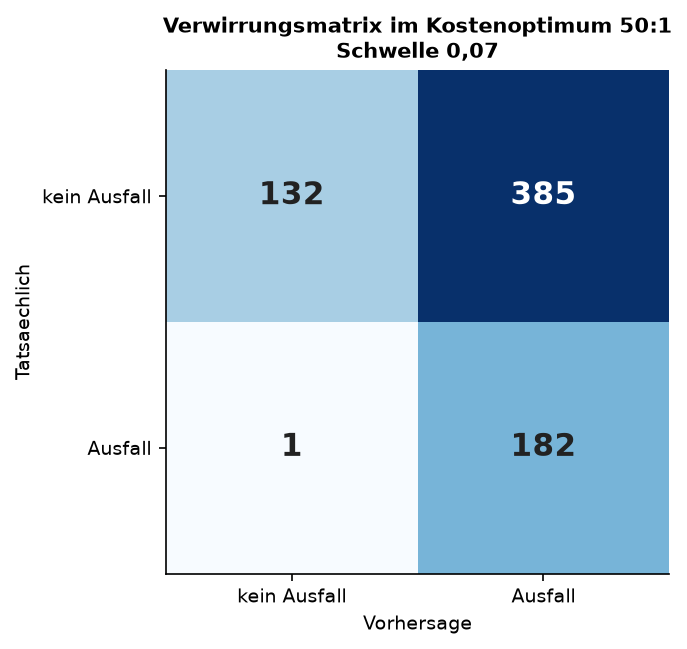 Verwirrungsmatrix im Kostenoptimum 50:1
Schwelle 0,07
kein Ausfall
132
385
Tatsaechlich
Ausfall
1
182
kein Ausfall
Ausfall
Vorhersage